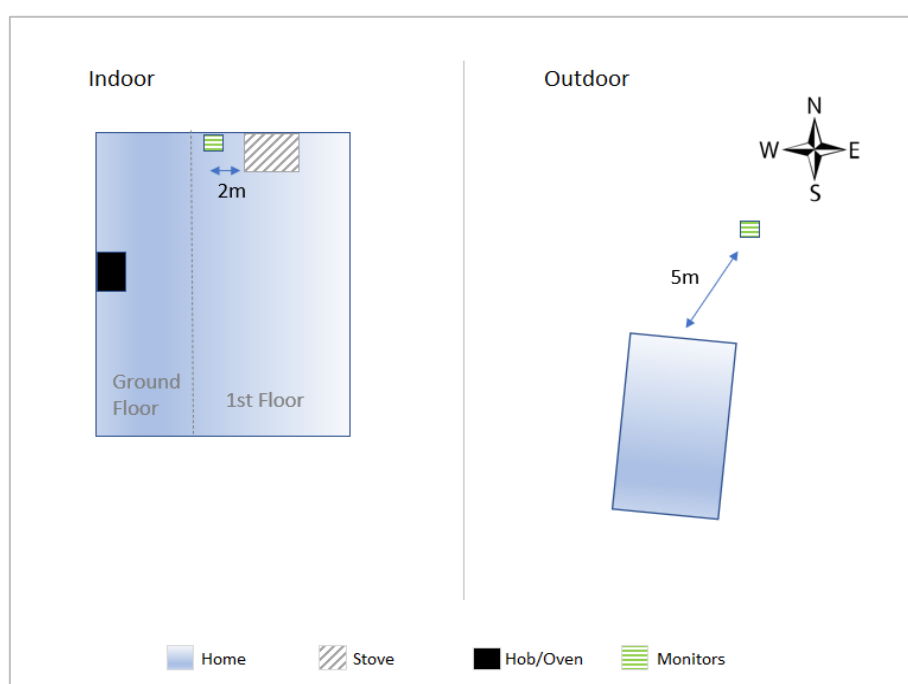 Indoor
Outdoor
N
W
E
S
2m
5m
Ground
Floor
1st Floor
Home
Stove
Hob/Oven
Monitors